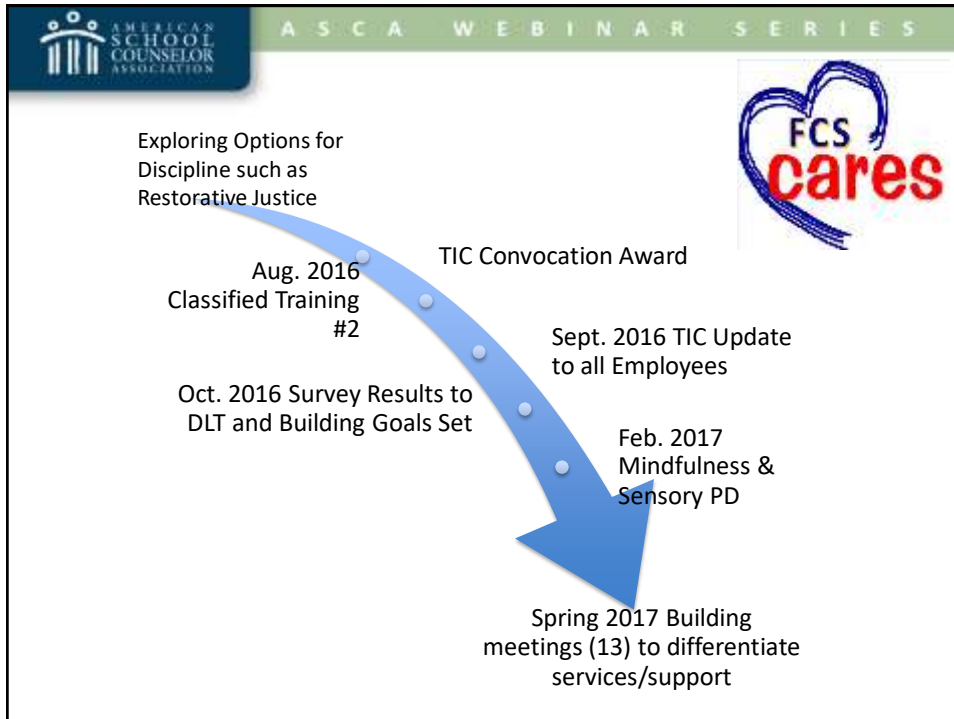 AMERICAN
SCHOOL
COUNSELOR
ASSOCIATION
ASCA WEBINAR SERIES
FCS
cares
Exploring Options for
Discipline such as
Restorative Justice
TIC Convocation Award
Aug. 2016
Classified Training
#2
Sept. 2016 TIC Update
to all Employees
Oct. 2016 Survey Results to
DLT and Building Goals Set
Feb. 2017
Mindfulness &
Sensory PD
Spring 2017 Building
meetings (13) to differentiate
services/support